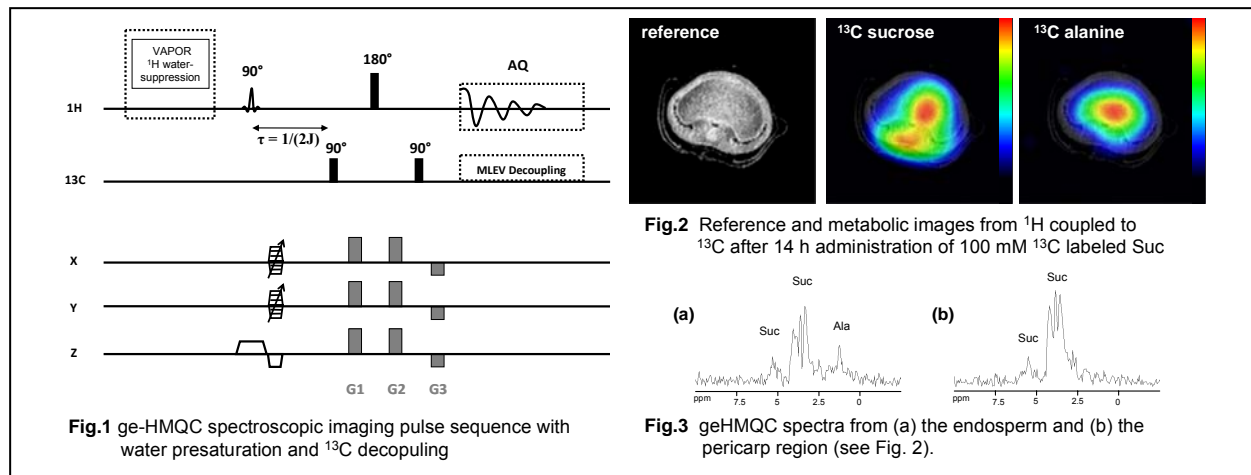 VAPOR
¹H water-
suppression
90°
180°
AQ
1H
τ = 1/(2J)
90°
90°
13C
MLEV Decoupling
X
Y
Z
G1
G2
G3
Fig.1 ge-HMQC spectroscopic imaging pulse sequence with
water presaturation and ¹³C decopuling
reference
¹³C sucrose
¹³C alanine
Fig.2 Reference and metabolic images from ¹H coupled to
¹³C after 14 h administration of 100 mM ¹³C labeled Suc
(a)
Suc
Suc
Ala
ppm
7.5
5
2.5
0
(b)
Suc
Suc
ppm
7.5
5
2.5
0
Fig.3 geHMQC spectra from (a) the endosperm and (b) the
pericarp region (see Fig. 2).